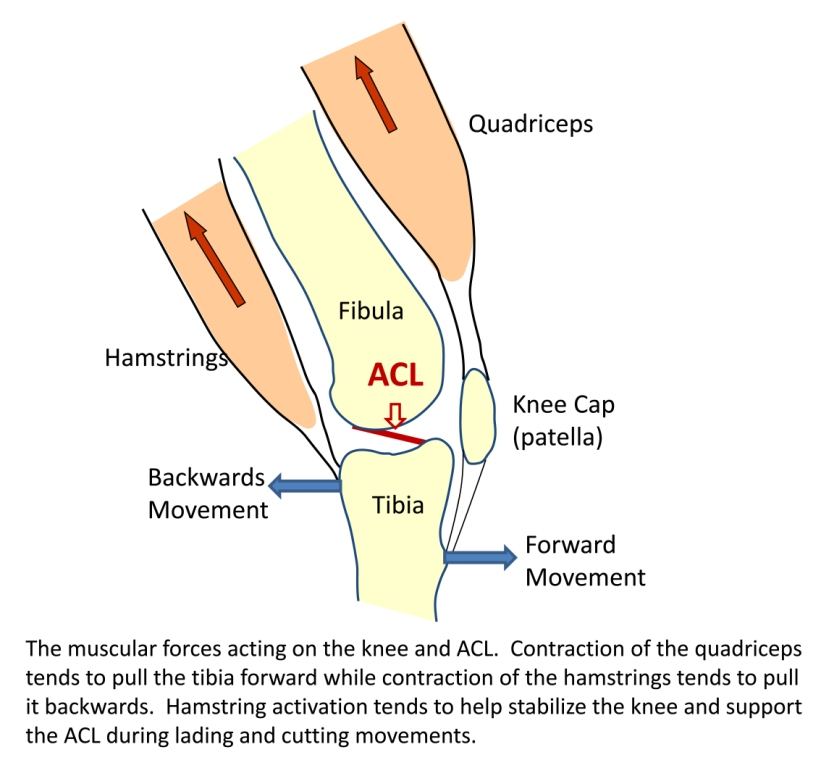 Quadriceps
Fibula
ACL
Hamstrings
Knee Cap
(patella)
Backwards
Movement
Tibia
Forward
Movement
The muscular forces acting on the knee and ACL.  Contraction of the quadriceps
tends to pull the tibia forward while contraction of the hamstrings tends to pull
it backwards.  Hamstring activation tends to help stabilize the knee and support
the ACL during lading and cutting movements.